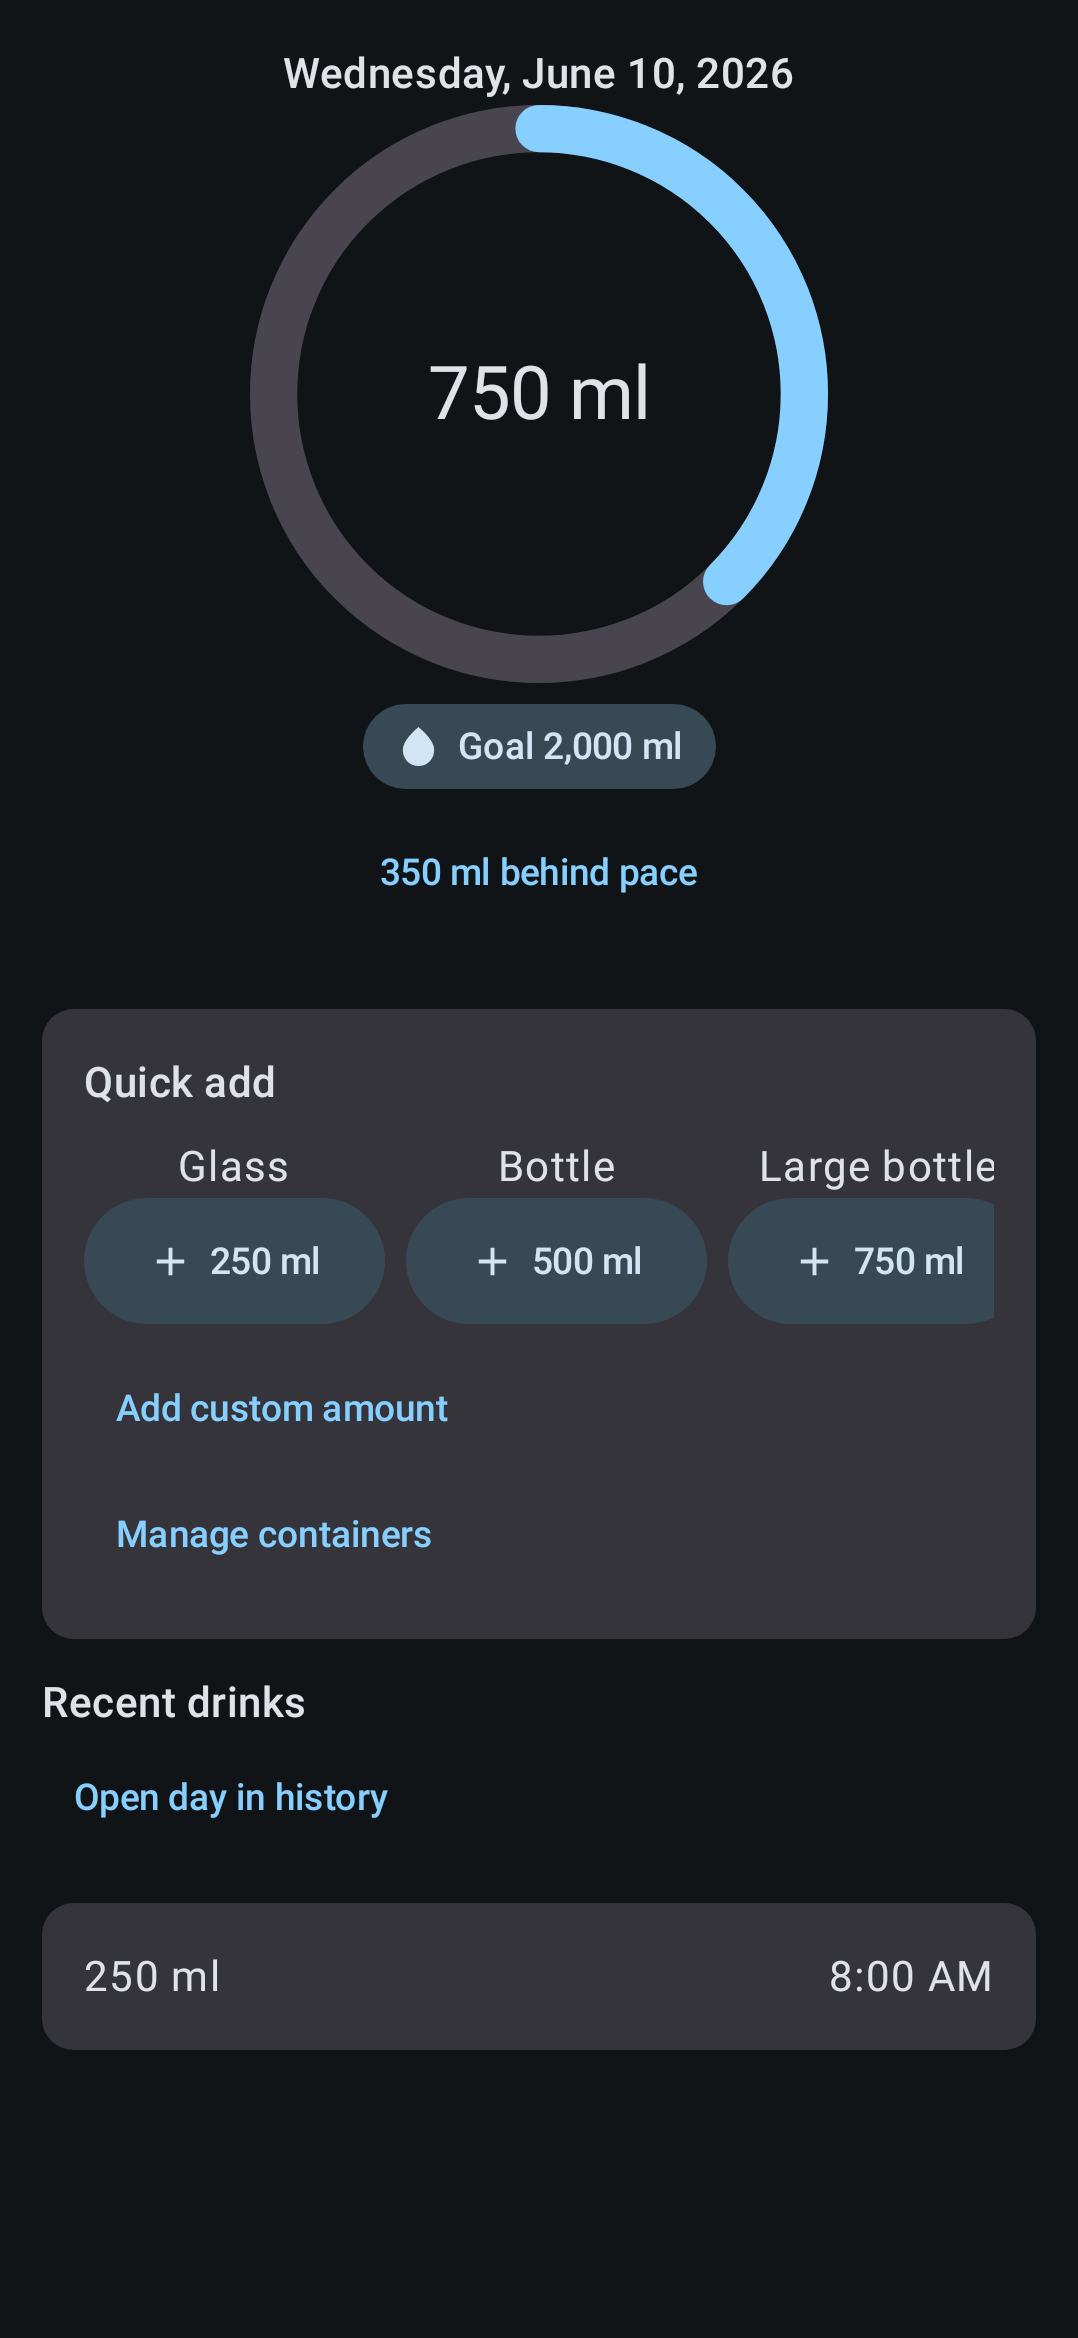 Wednesday, June 10, 2026
750 ml
Goal 2,000 ml
350 ml behind pace
Quick add
Glass Bottle Large bottle
+ 250 ml + 500 ml + 750 ml
Add custom amount
Manage containers
Recent drinks
Open day in history
250 ml 8:00 AM